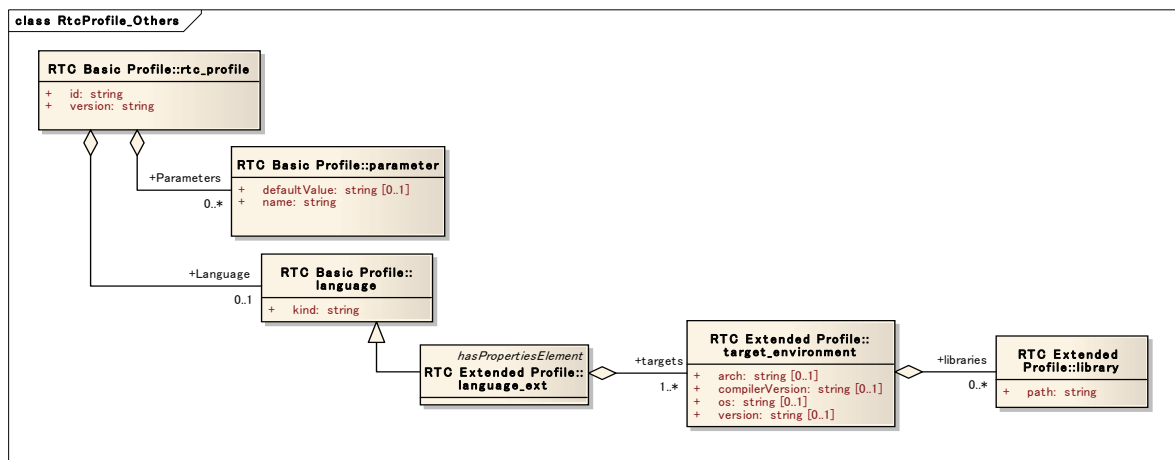 class RtcProfile_Others
RTC Basic Profile::rtc_profile
+ id: string
+ version: string
RTC Basic Profile::parameter
+ defaultValue: string [0..1]
+ name: string
+Parameters
0..*
+Language
0..1
RTC Basic Profile::
language
+ kind: string
hasPropertiesElement
RTC Extended Profile::
language_ext
+targets
1..*
RTC Extended Profile::
target_environment
+ arch: string [0..1]
+ compilerVersion: string [0..1]
+ os: string [0..1]
+ version: string [0..1]
+libraries
0..*
RTC Extended
Profile::library
+ path: string